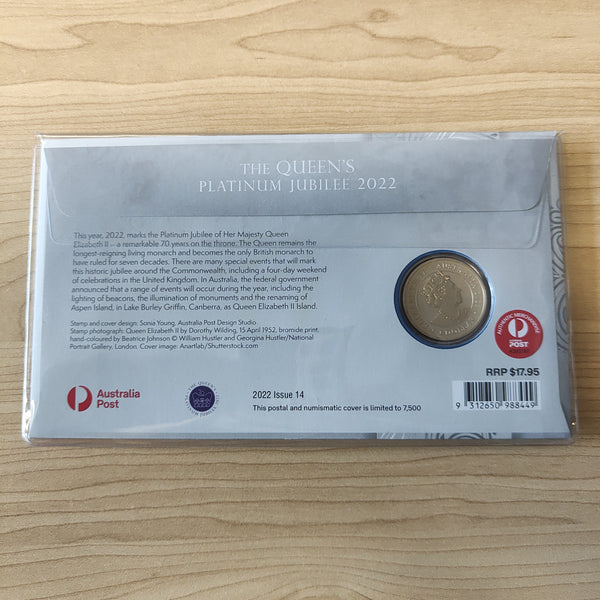 THE QUEEN'S
PLATINUM JUBILEE 2022
This year, 2022, marks the Platinum Jubilee of Her Majesty Queen
Elizabeth II – a remarkable 70 years on the throne. The Queen remains the
longest-reigning living monarch and becomes the only British monarch to
have ruled for seven decades. There are many special events that will mark
this historic jubilee around the Commonwealth, including a four-day weekend
of celebrations in the United Kingdom. In Australia, the federal government
announced that a range of events will occur during the year, including the
lighting of beacons, the illumination of monuments and the renaming of
Aspen Island, in Lake Burley Griffin, Canberra, as Queen Elizabeth II Island.
Stamp and cover design: Sonia Young, Australia Post Design Studio.
Stamp photograph: Queen Elizabeth II by Dorothy Wilding, 15 April 1952, bromide print,
hand-coloured by Beatrice Johnson © William Hustler and Georgina Hustler/National
Portrait Gallery, London. Cover image: Anartlab/Shutterstock.com
AUTHENTIC MERCHANDISE
POST
RRP $17.95
Australia
Post
2022 Issue 14
This postal and numismatic cover is limited to 7,500
9 312650 988449